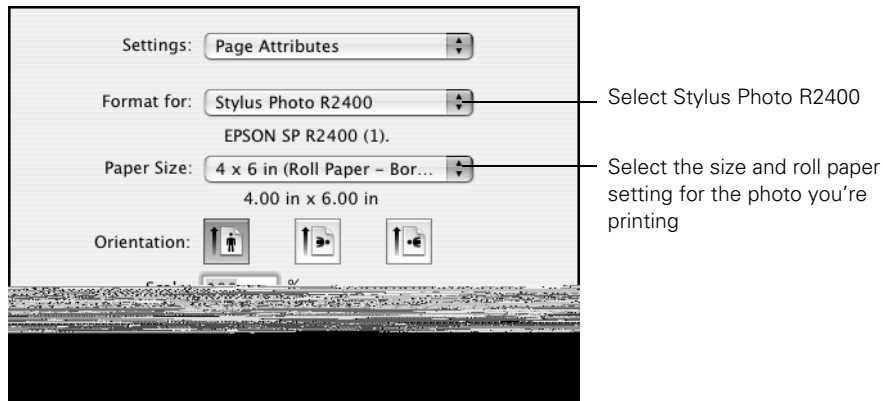 Settings: Page Attributes
Format for: Stylus Photo R2400
EPSON SP R2400 (1).
Paper Size: 4 x 6 in (Roll Paper – Bor...
4.00 in x 6.00 in
Orientation:
%
Select Stylus Photo R2400
Select the size and roll paper
setting for the photo you're
printing